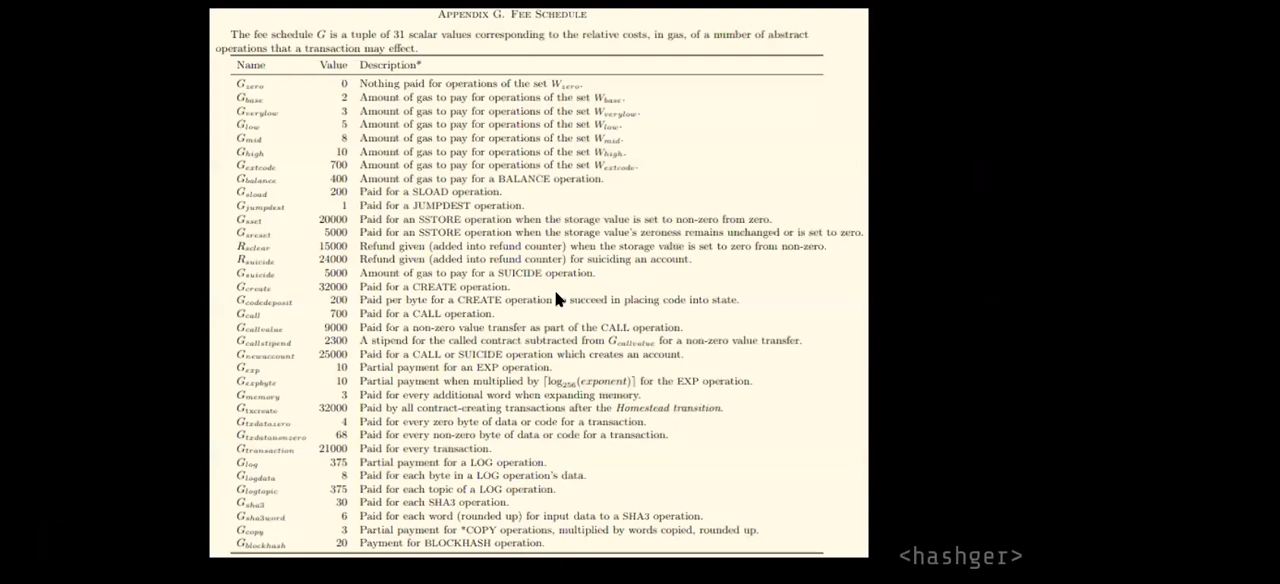 APPENDIX G. FEE SCHEDULE
The fee schedule G is a tuple of 31 scalar values corresponding to the relative costs, in gas, of a number of abstract
operations that a transaction may effect.
Name Value Description*
Gzero 0 Nothing paid for operations of the set Wzero.
Gbase 2 Amount of gas to pay for operations of the set Wbase.
Gverylow 3 Amount of gas to pay for operations of the set Wverylow.
Glow 5 Amount of gas to pay for operations of the set Wlow.
Gmid 8 Amount of gas to pay for operations of the set Wmid.
Ghigh 10 Amount of gas to pay for operations of the set Whigh.
Gextcode 700 Amount of gas to pay for operations of the set Wextcode.
Gbalance 400 Amount of gas to pay for a BALANCE operation.
Gsload 200 Paid for a SLOAD operation.
Gjumpdest 1 Paid for a JUMPDEST operation.
Gsset 20000 Paid for an SSTORE operation when the storage value is set to non-zero from zero.
Gsreset 5000 Paid for an SSTORE operation when the storage value's zeroness remains unchanged or is set to zero.
Rsclear 15000 Refund given (added into refund counter) when the storage value is set to zero from non-zero.
Rsuicide 24000 Refund given (added into refund counter) for suiciding an account.
Gsuicide 5000 Amount of gas to pay for a SUICIDE operation.
Gcreate 32000 Paid for a CREATE operation.
Gcodedeposit 200 Paid per byte for a CREATE operation succeed in placing code into state.
Gcall 700 Paid for a CALL operation.
Gcallvalue 9000 Paid for a non-zero value transfer as part of the CALL operation.
Gcallstipend 2300 A stipend for the called contract subtracted from Gcallvalue for a non-zero value transfer.
Gnewaccount 25000 Paid for a CALL or SUICIDE operation which creates an account.
Gexp 10 Partial payment for an EXP operation.
Gexpbyte 10 Partial payment when multiplied by ⌈log256(exponent)⌉ for the EXP operation.
Gmemory 3 Paid for every additional word when expanding memory.
Gtxcreate 32000 Paid by all contract-creating transactions after the Homestead transition.
Gtxdatazero 4 Paid for every zero byte of data or code for a transaction.
Gtxdatanonzero 68 Paid for every non-zero byte of data or code for a transaction.
Gtransaction 21000 Paid for every transaction.
Glog 375 Partial payment for a LOG operation.
Glogdata 8 Paid for each byte in a LOG operation's data.
Glogtopic 375 Paid for each topic of a LOG operation.
Gsha3 30 Paid for each SHA3 operation.
Gsha3word 6 Paid for each word (rounded up) for input data to a SHA3 operation.
Gcopy 3 Partial payment for *COPY operations, multiplied by words copied, rounded up.
Gblockhash 20 Payment for BLOCKHASH operation.
<hashger>